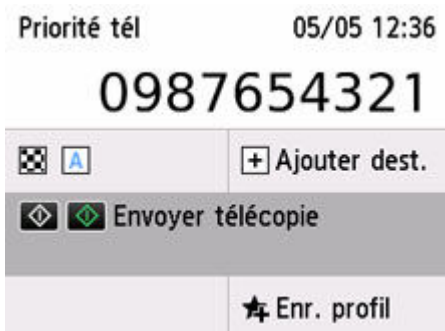 Priorité tél 05/05 12:36
0987654321
A + Ajouter dest.
Envoyer télécopie
Enr. profil